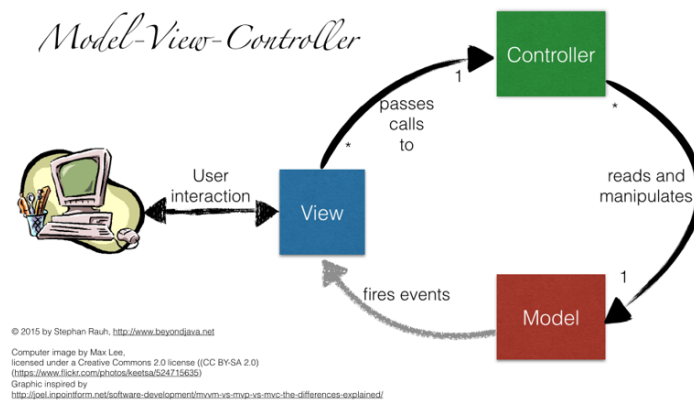 Model-View-Controller
Controller
1
passes
calls
to
*
*
User
interaction
View
reads and
manipulates
1
fires events
Model
© 2015 by Stephan Rauh, http://www.beyondjava.net
Computer image by Max Lee,
licensed under a Creative Commons 2.0 license ((CC BY-SA 2.0)
(https://www.flickr.com/photos/keetsa/524715635)
Graphic inspired by
http://joel.inpointform.net/software-development/mvvm-vs-mvp-vs-mvc-the-differences-explained/